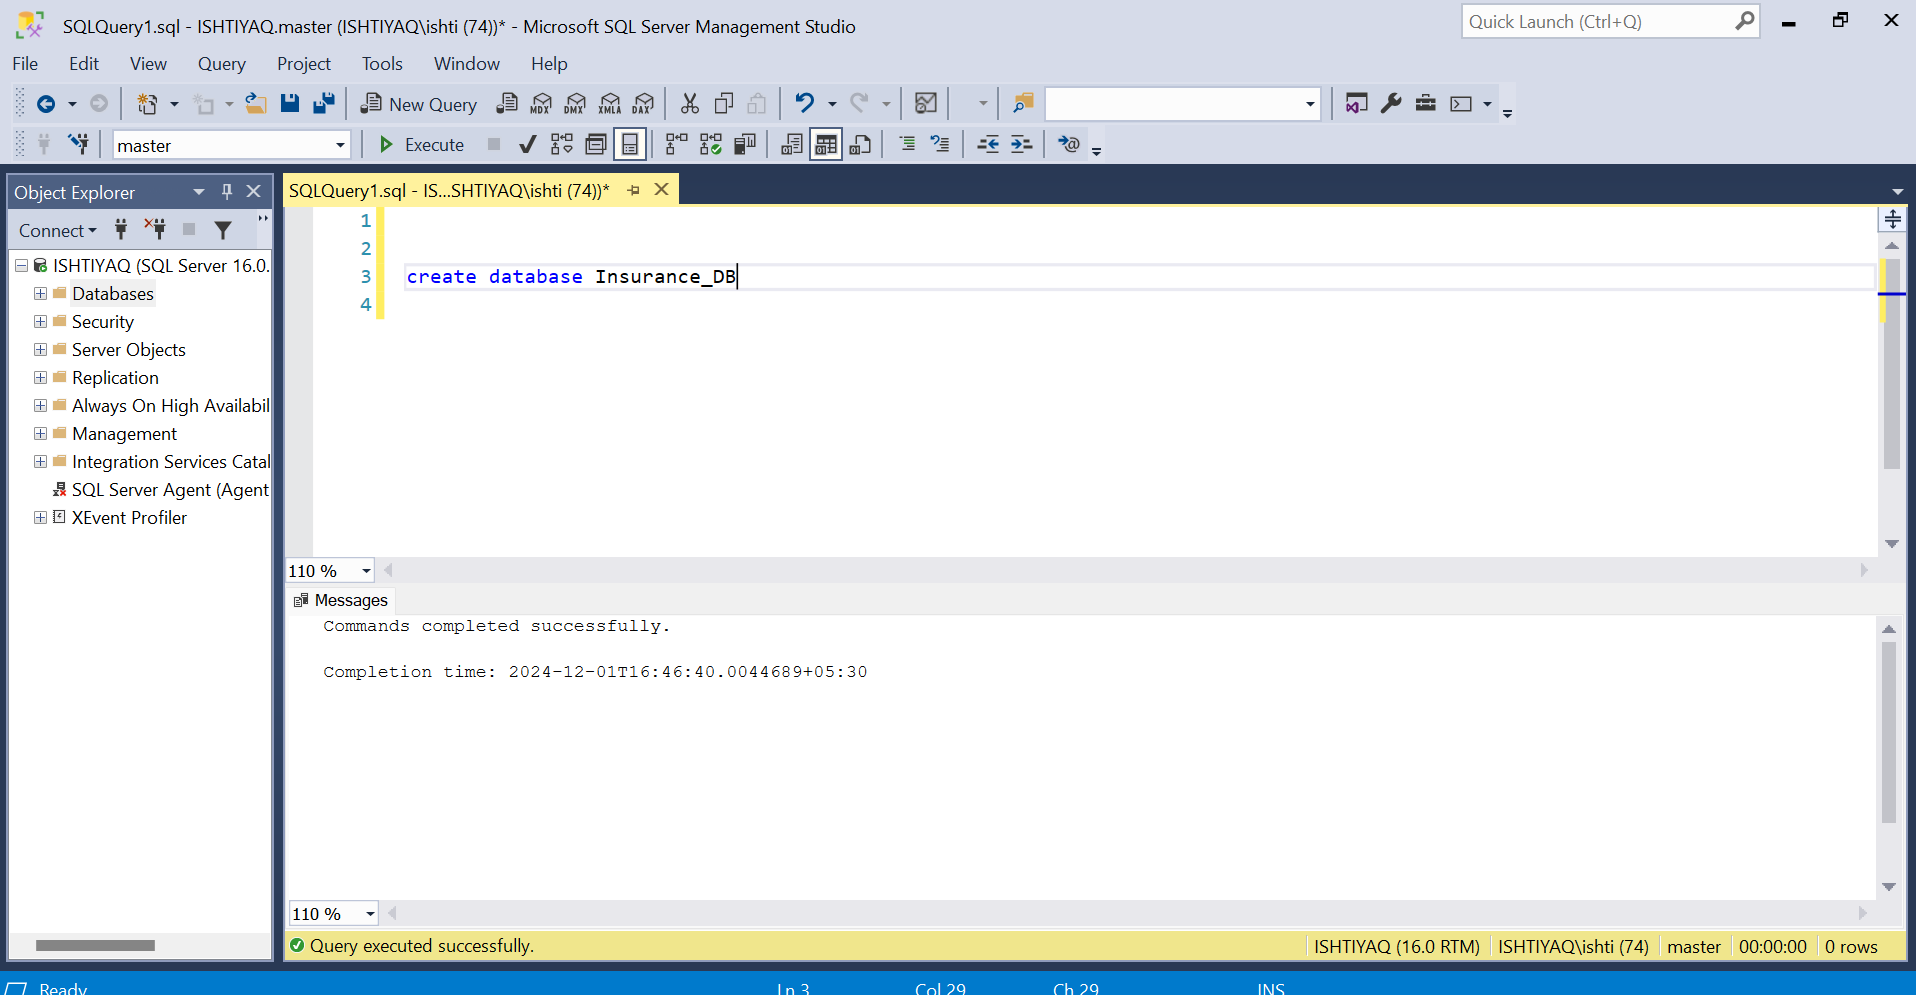 SQLQuery1.sql - ISHTIYAQ.master (ISHTIYAQ\ishti (74))* - Microsoft SQL Server Management Studio
Quick Launch (Ctrl+Q)
File Edit View Query Project Tools Window Help
New Query MDX DMX XMLA DAX
master Execute
Object Explorer
SQLQuery1.sql - IS...SHTIYAQ\ishti (74))*
Connect
ISHTIYAQ (SQL Server 16.0.
Databases
Security
Server Objects
Replication
Always On High Availabil
Management
Integration Services Catal
SQL Server Agent (Agent
XEvent Profiler
1
2
3 create database Insurance_DB
4
110 %
Messages
Commands completed successfully.
Completion time: 2024-12-01T16:46:40.0044689+05:30
110 %
Query executed successfully.
ISHTIYAQ (16.0 RTM) ISHTIYAQ\ishti (74) master 00:00:00 0 rows
Ready Ln 3 Col 29 Ch 29 INS